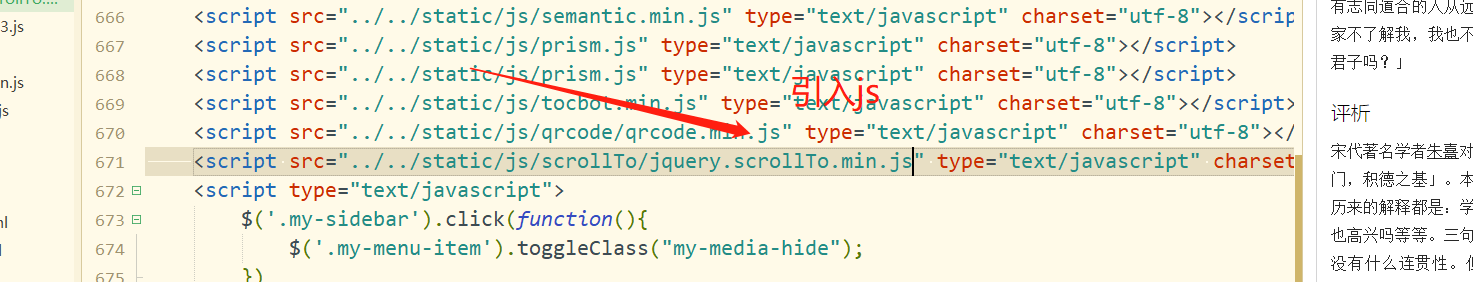 3.js
n.js
js
666 <script src="../../static/js/semantic.min.js" type="text/javascript" charset="utf-8"></scrip
667 <script src="../../static/js/prism.js" type="text/javascript" charset="utf-8"></script>
668 <script src="../../static/js/prism.js" type="text/javascript" charset="utf-8"></script>
引入js
669 <script src="../../static/js/tocbot.min.js" type="text/javascript" charset="utf-8"></script>
670 <script src="../../static/js/qrcode/qrcode.min.js" type="text/javascript" charset="utf-8"></
671 <script src="../../static/js/scrollTo/jquery.scrollTo.min.js" type="text/javascript" charset
672 <script type="text/javascript">
673 $('.my-sidebar').click(function(){
674 $('.my-menu-item').toggleClass("my-media-hide");
675 })
有志同道合的人从远
家不了解我，我也不
君子吗？」
评析
宋代著名学者朱熹对
门，积德之基」。本
历来的解释都是：学
也高兴吗等等。三句
没有什么连贯性。但